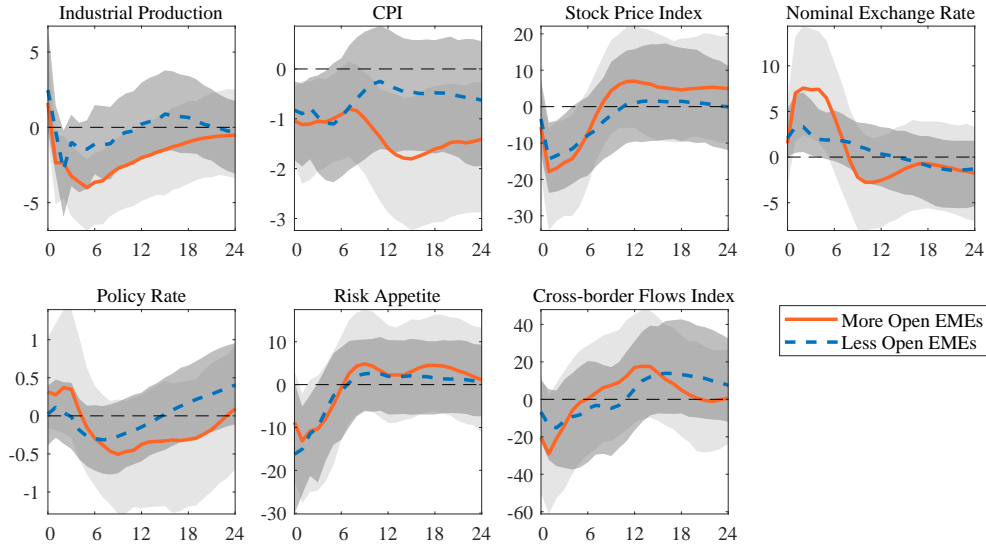 Industrial Production
5
0
-5
0 6 12 18 24
CPI
0
-1
-2
-3
0 6 12 18 24
Stock Price Index
20
10
0
-10
-20
-30
0 6 12 18 24
Nominal Exchange Rate
10
5
0
-5
0 6 12 18 24
Policy Rate
1
0.5
0
-0.5
-1
0 6 12 18 24
Risk Appetite
10
0
-10
-20
-30
0 6 12 18 24
Cross-border Flows Index
40
20
0
-20
-40
-60
0 6 12 18 24
More Open EMEs
Less Open EMEs